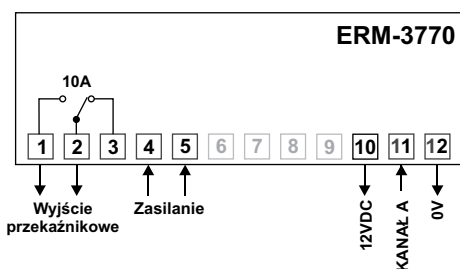 ERM-3770
10A
1 2 3 4 5 6 7 8 9 10 11 12
Wyjście
przekaźnikowe
Zasilanie
12VDC
KANAŁ A
0V